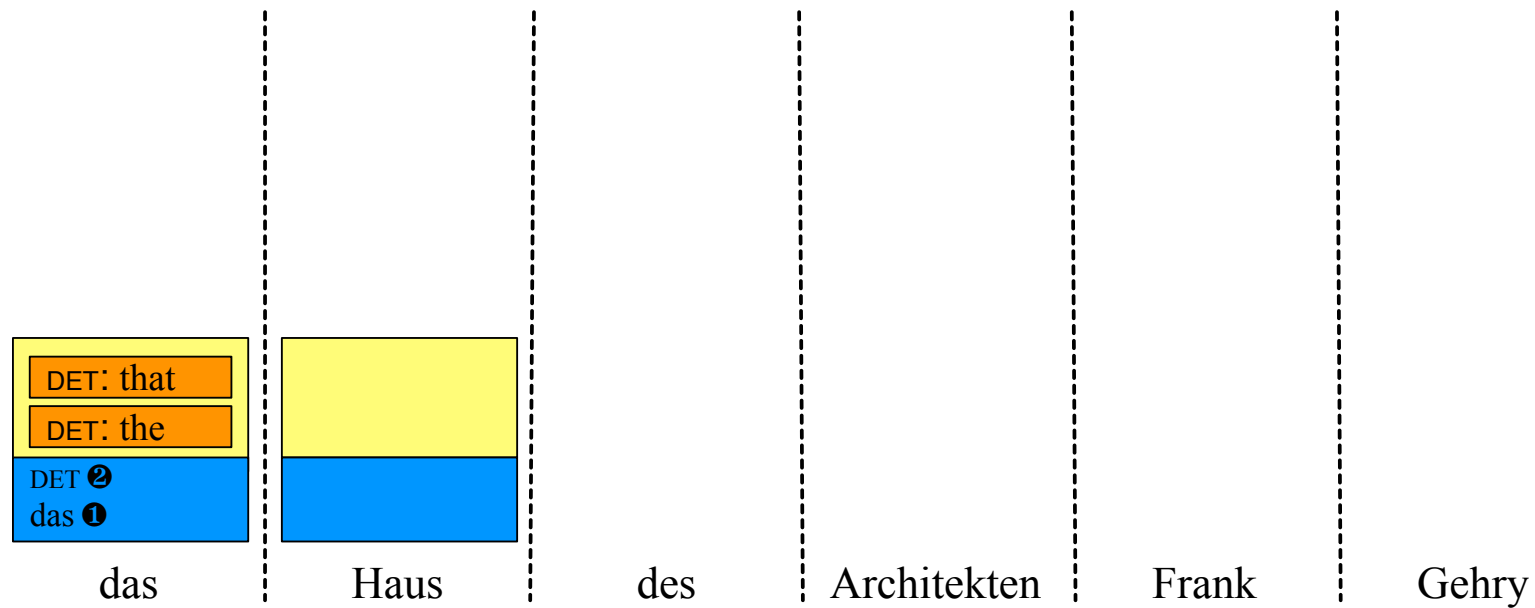 DET: that
DET: the
DET ❷
das ❶
das Haus des Architekten Frank Gehry